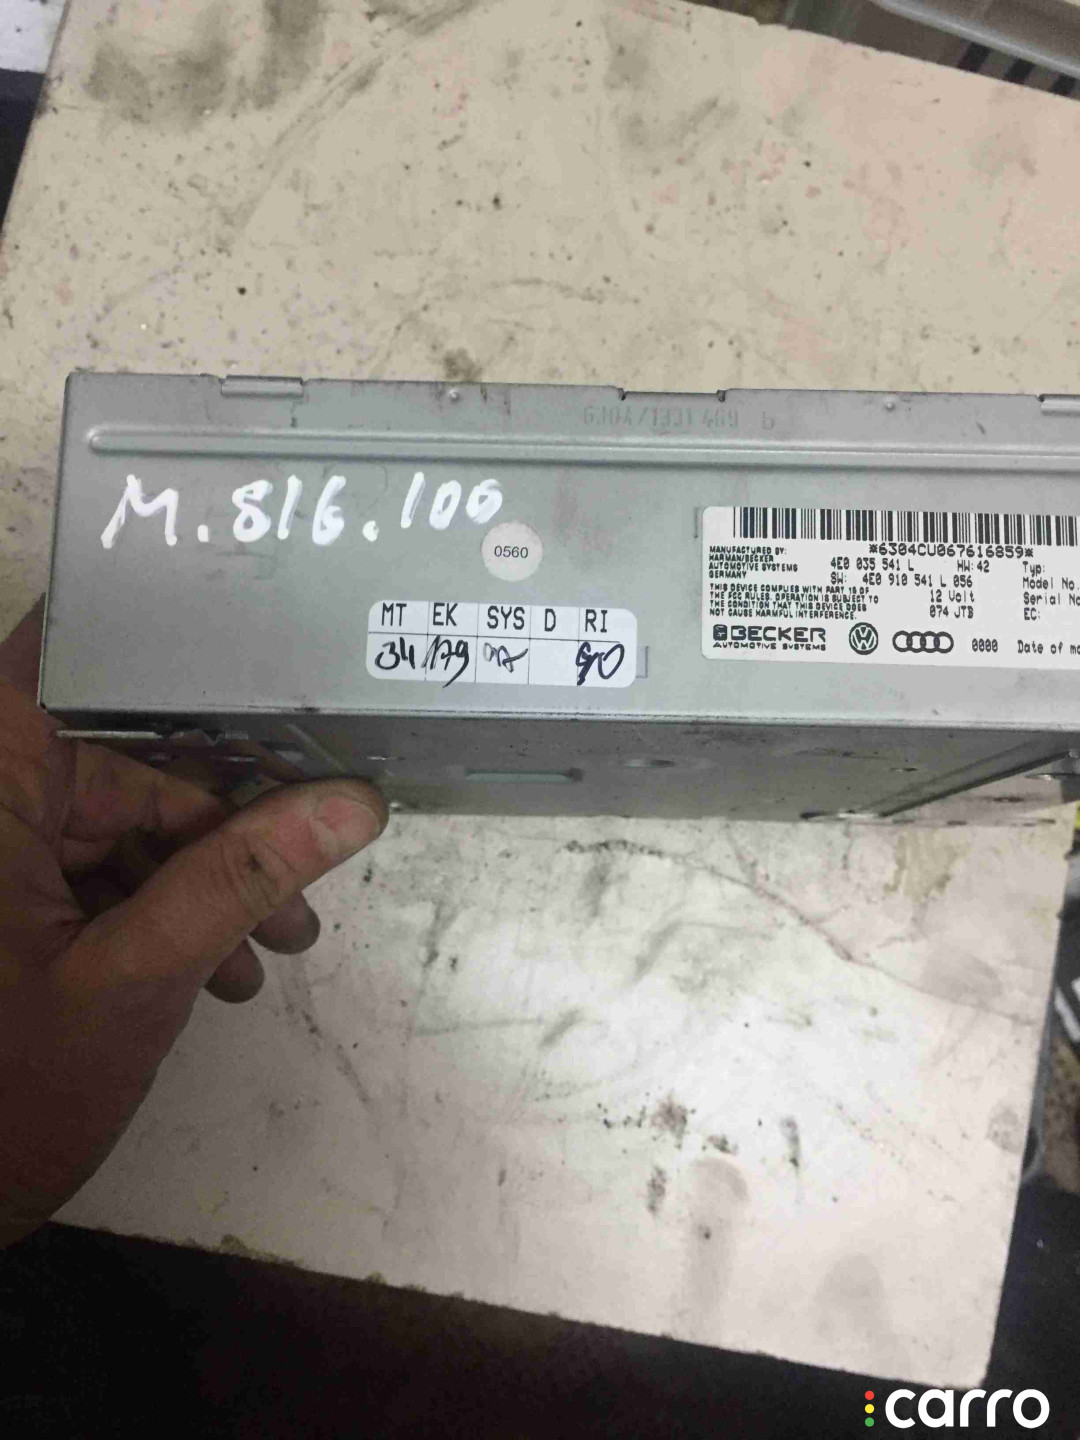 M.816.100
0560
MT EK SYS D RI
34 179
*6304CU067616859*
MANUFACTURED BY:
HARMAN/BECKER
AUTOMOTIVE SYSTEMS
GERMANY
4E0 035 541 L HW: 42
SW: 4E0 910 541 L 056
12 Volt
074 JTB
THIS DEVICE COMPLIES WITH PART 15 OF
THE FCC RULES. OPERATION IS SUBJECT TO
THE CONDITION THAT THIS DEVICE DOES
NOT CAUSE HARMFUL INTERFERENCE.
Typ:
Model No.
Serial No
EC:
BECKER
AUTOMOTIVE SYSTEMS
0000 Date of ma
carro